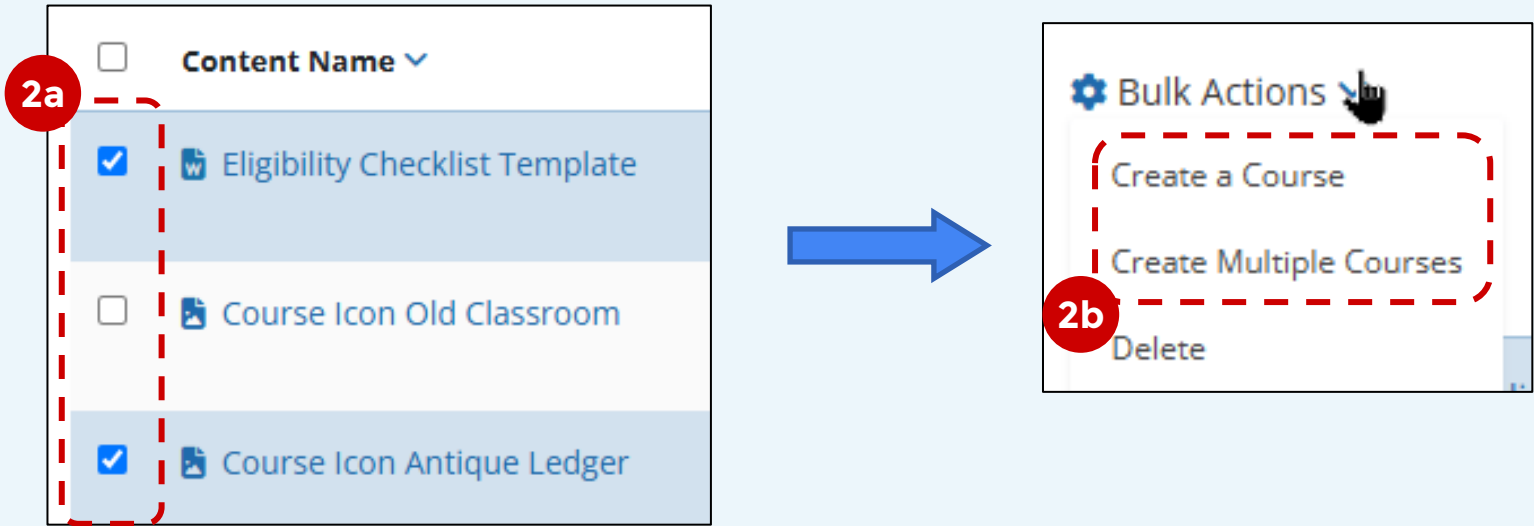 Content Name
2a
Eligibility Checklist Template
Course Icon Old Classroom
Course Icon Antique Ledger
Bulk Actions
Create a Course
Create Multiple Courses
2b
Delete